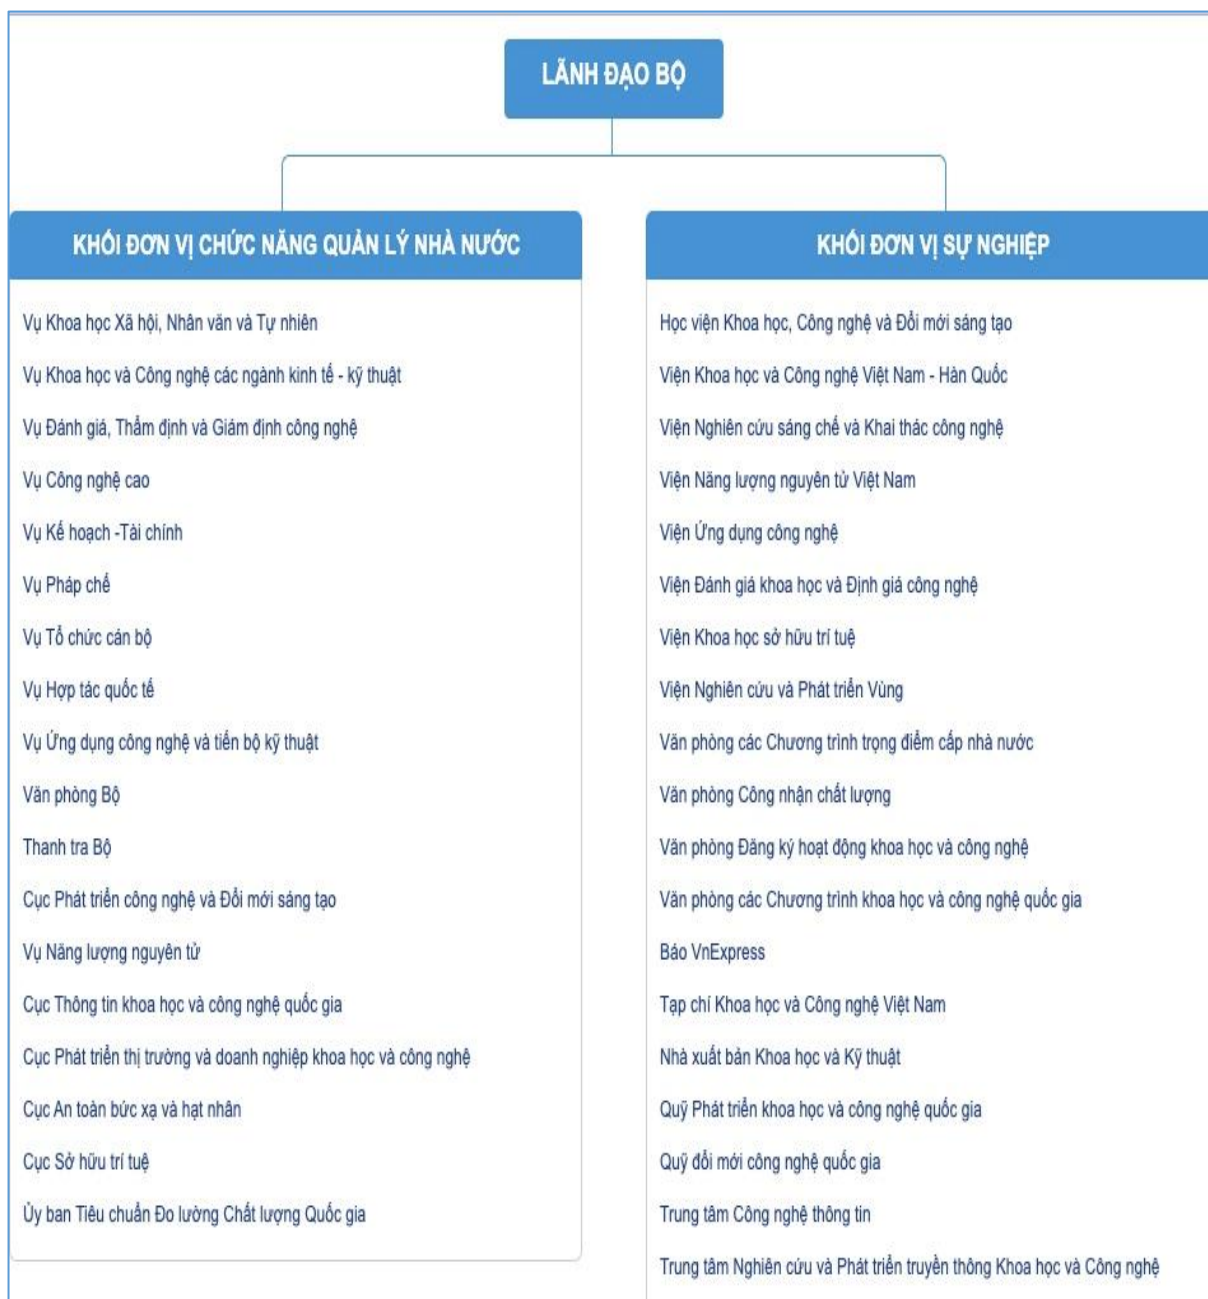 LÃNH ĐẠO BỘ
KHỐI ĐƠN VỊ CHỨC NĂNG QUẢN LÝ NHÀ NƯỚC
Vụ Khoa học Xã hội, Nhân văn và Tự nhiên
Vụ Khoa học và Công nghệ các ngành kinh tế - kỹ thuật
Vụ Đánh giá, Thẩm định và Giám định công nghệ
Vụ Công nghệ cao
Vụ Kế hoạch -Tài chính
Vụ Pháp chế
Vụ Tổ chức cán bộ
Vụ Hợp tác quốc tế
Vụ Ứng dụng công nghệ và tiến bộ kỹ thuật
Văn phòng Bộ
Thanh tra Bộ
Cục Phát triển công nghệ và Đổi mới sáng tạo
Vụ Năng lượng nguyên tử
Cục Thông tin khoa học và công nghệ quốc gia
Cục Phát triển thị trường và doanh nghiệp khoa học và công nghệ
Cục An toàn bức xạ và hạt nhân
Cục Sở hữu trí tuệ
Ủy ban Tiêu chuẩn Đo lường Chất lượng Quốc gia
KHỐI ĐƠN VỊ SỰ NGHIỆP
Học viện Khoa học, Công nghệ và Đổi mới sáng tạo
Viện Khoa học và Công nghệ Việt Nam - Hàn Quốc
Viện Nghiên cứu sáng chế và Khai thác công nghệ
Viện Năng lượng nguyên tử Việt Nam
Viện Ứng dụng công nghệ
Viện Đánh giá khoa học và Định giá công nghệ
Viện Khoa học sở hữu trí tuệ
Viện Nghiên cứu và Phát triển Vùng
Văn phòng các Chương trình trọng điểm cấp nhà nước
Văn phòng Công nhận chất lượng
Văn phòng Đăng ký hoạt động khoa học và công nghệ
Văn phòng các Chương trình khoa học và công nghệ quốc gia
Báo VnExpress
Tạp chí Khoa học và Công nghệ Việt Nam
Nhà xuất bản Khoa học và Kỹ thuật
Quỹ Phát triển khoa học và công nghệ quốc gia
Quỹ đổi mới công nghệ quốc gia
Trung tâm Công nghệ thông tin
Trung tâm Nghiên cứu và Phát triển truyền thông Khoa học và Công nghệ